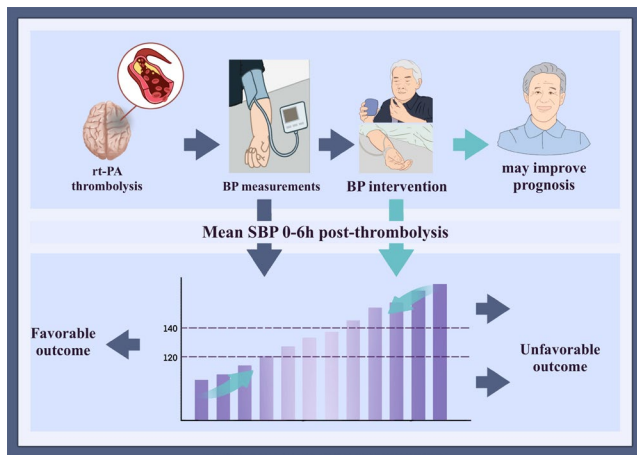 rt-PA
thrombolysis
BP measurements
BP intervention
may improve
prognosis
Mean SBP 0-6h post-thrombolysis
140
120
Favorable
outcome
Unfavorable
outcome